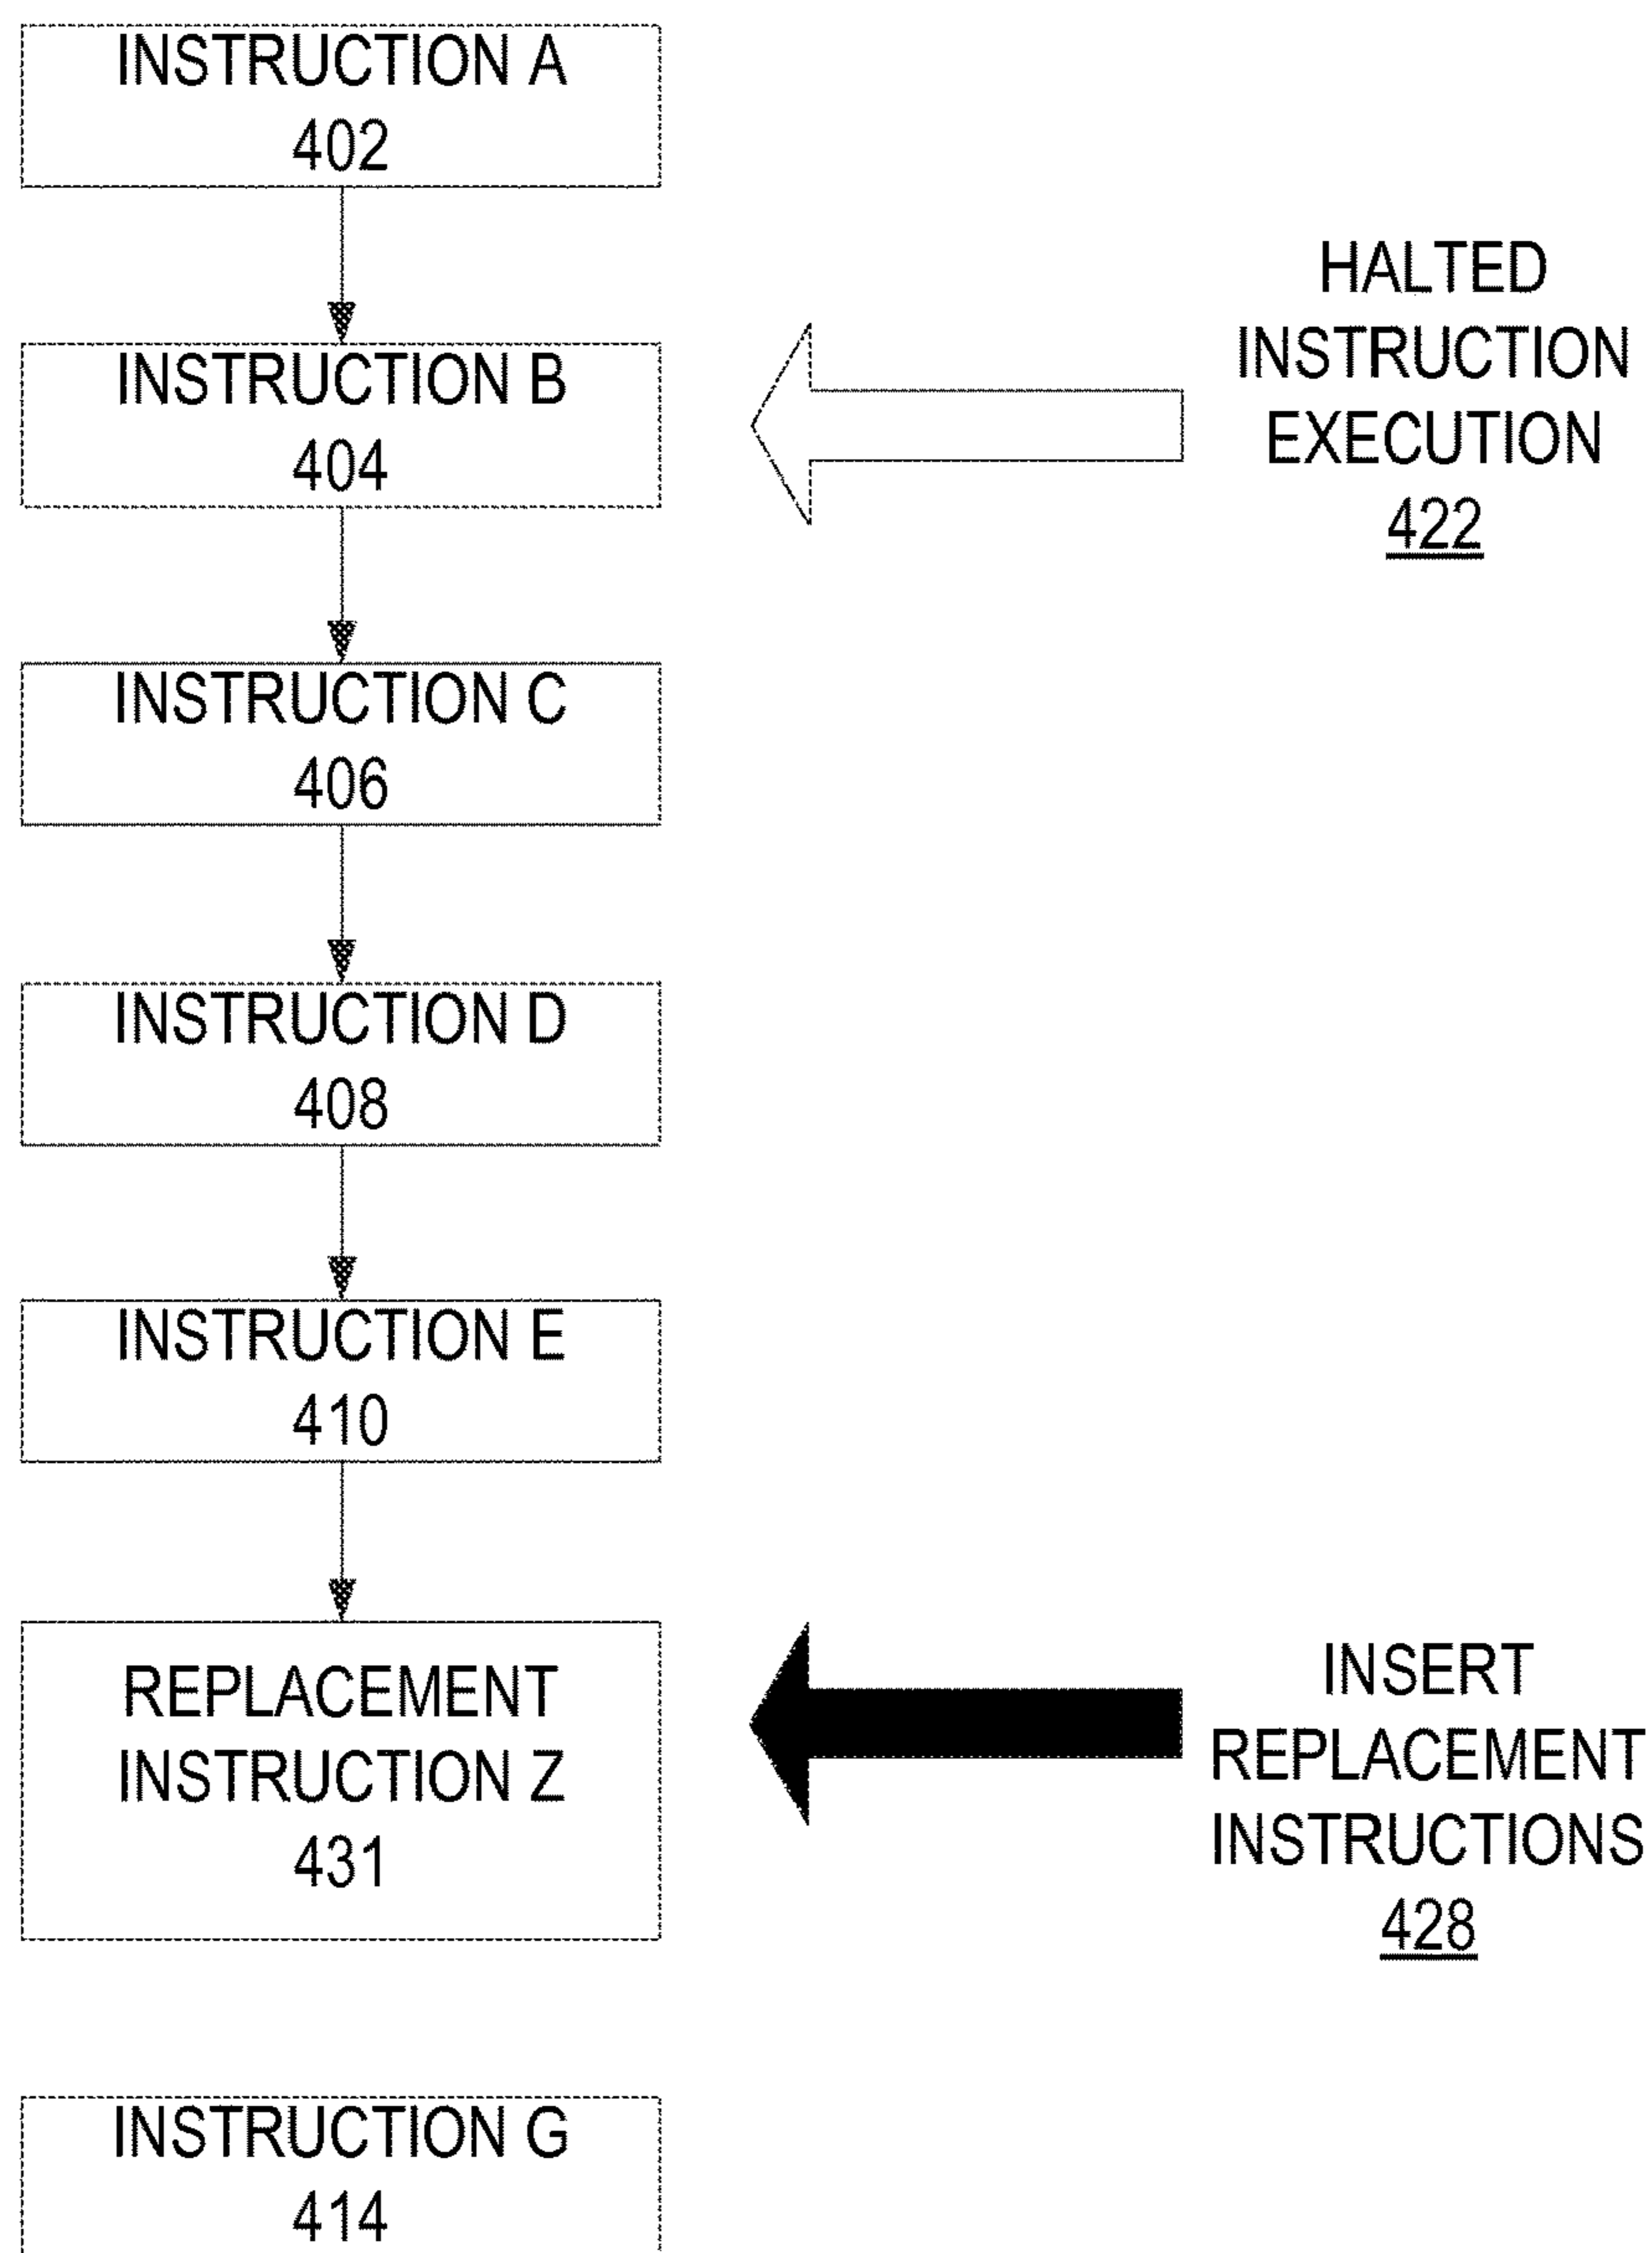 INSTRUCTION A
402
INSTRUCTION B
404
HALTED
INSTRUCTION
EXECUTION
422
INSTRUCTION C
406
INSTRUCTION D
408
INSTRUCTION E
410
REPLACEMENT
INSTRUCTION Z
431
INSERT
REPLACEMENT
INSTRUCTIONS
428
INSTRUCTION G
414